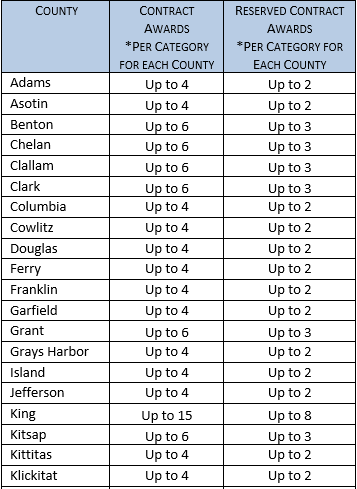 COUNTY CONTRACT AWARDS *PER CATEGORY FOR EACH COUNTY RESERVED CONTRACT AWARDS *PER CATEGORY FOR EACH COUNTY
Adams Up to 4 Up to 2
Asotin Up to 4 Up to 2
Benton Up to 6 Up to 3
Chelan Up to 6 Up to 3
Clallam Up to 6 Up to 3
Clark Up to 6 Up to 3
Columbia Up to 4 Up to 2
Cowlitz Up to 4 Up to 2
Douglas Up to 4 Up to 2
Ferry Up to 4 Up to 2
Franklin Up to 4 Up to 2
Garfield Up to 4 Up to 2
Grant Up to 6 Up to 3
Grays Harbor Up to 4 Up to 2
Island Up to 4 Up to 2
Jefferson Up to 4 Up to 2
King Up to 15 Up to 8
Kitsap Up to 6 Up to 3
Kittitas Up to 4 Up to 2
Klickitat Up to 4 Up to 2